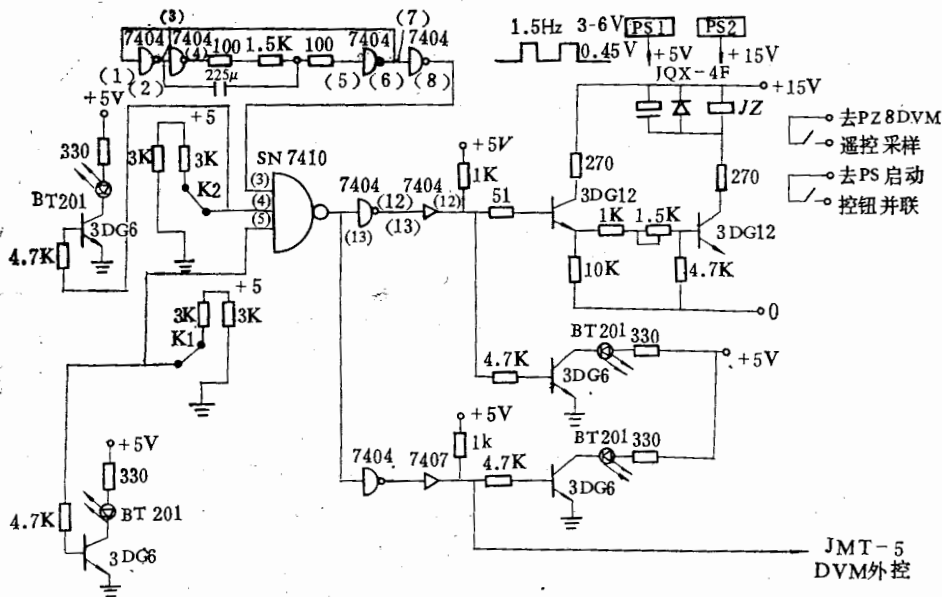 (3) (7)
7404 7404 7404 7404
(4) 100 1.5K 100
225μ
(1) (2) (5) (6) (8)
1.5Hz 3-6V PS1 PS2
0.45V +5V +15V
JQX-4F
+15V
JZ
去PZ8DVM
遥控采样
去PS启动
控钮并联
+5V
330
BT201
3DG6
4.7K
+5
3K 3K
K2
SN 7410
(3)
(4)
(5)
7404 (12) 7404 (12)
(13) (13)
+5V
1K
51
270
3DG12
1K 1.5K
270
3DG12
10K 4.7K
0
+5
3K 3K
K1
BT201 330
+5V
4.7K
3DG6
+5V
330
BT 201
4.7K
3DG6
7404 7407
+5V
1k
4.7K
BT201 330
3DG6
JMT-5
DVM外控